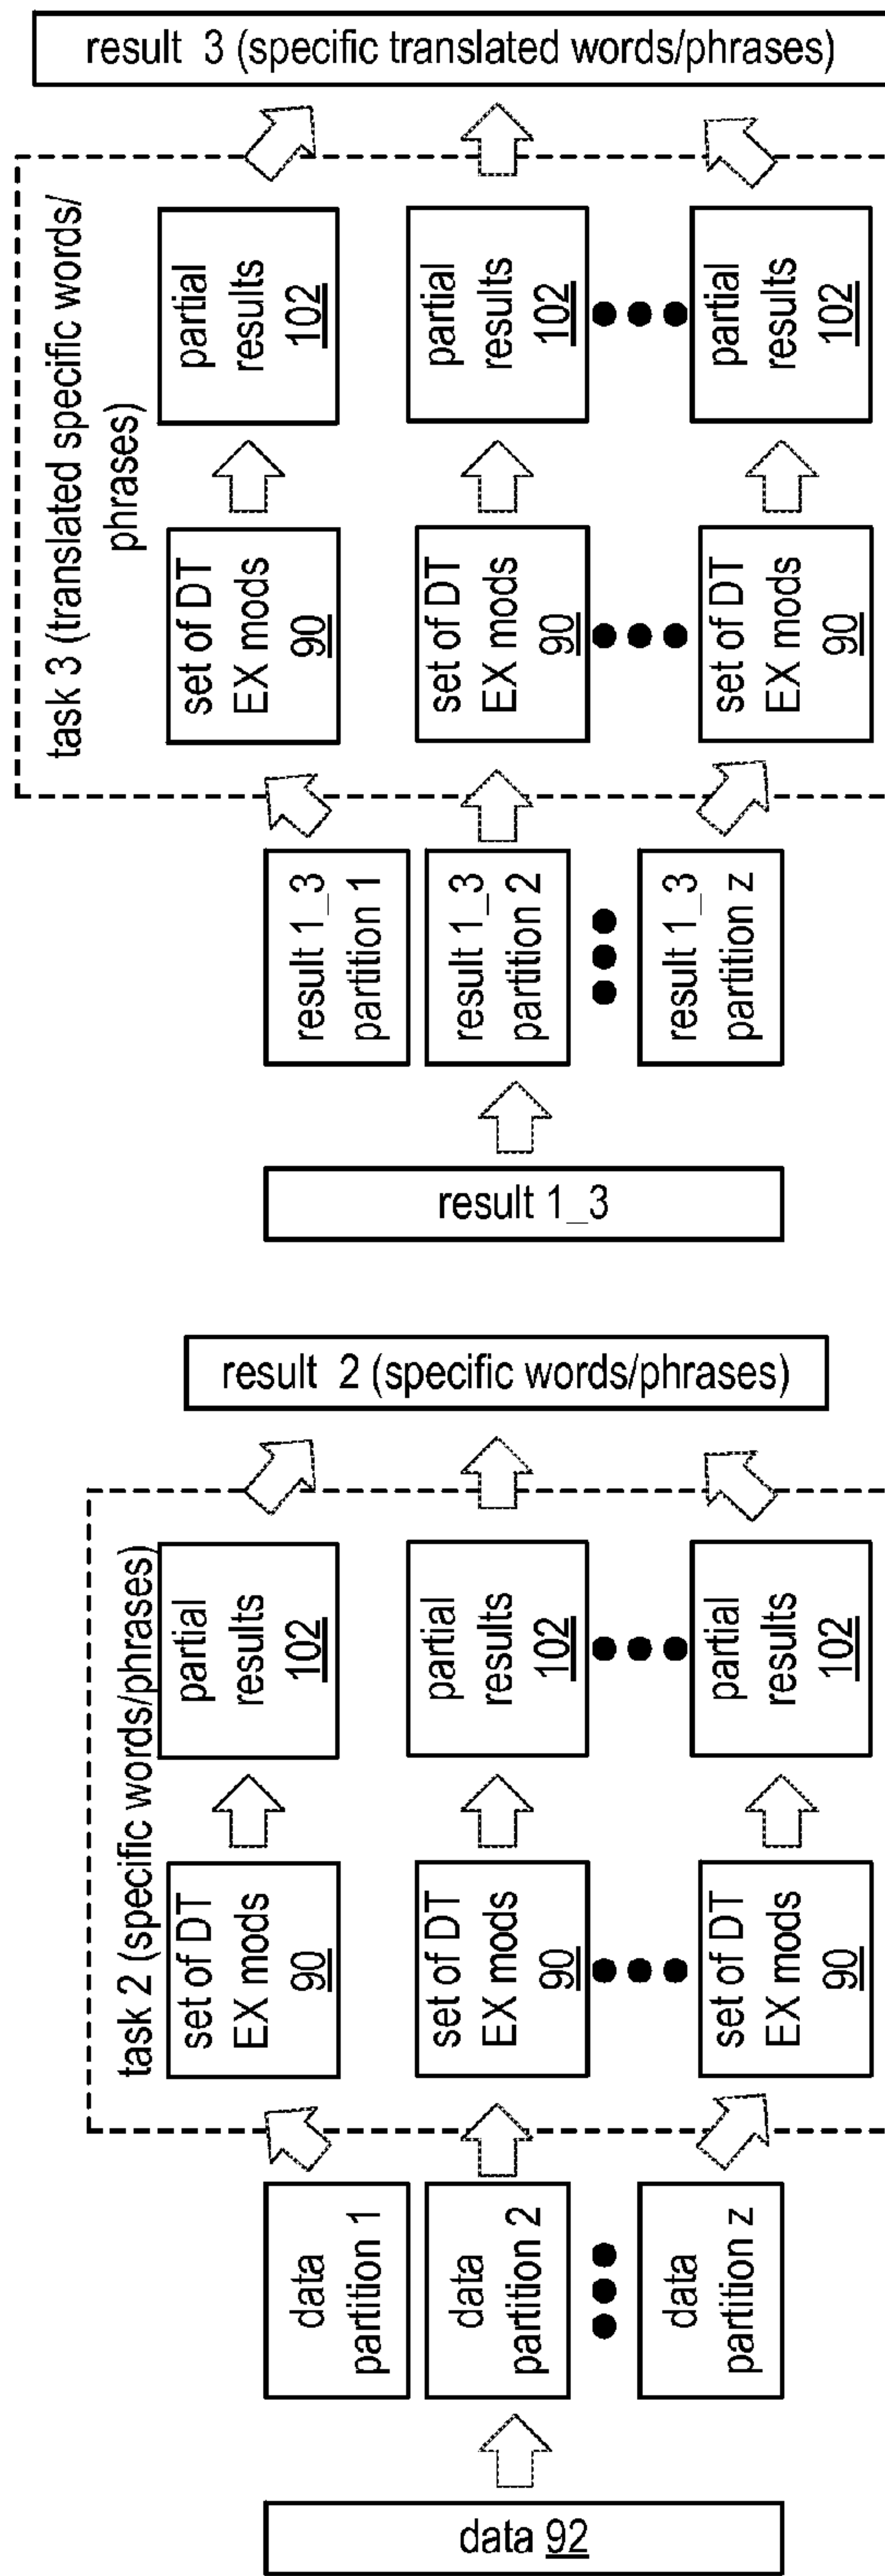 data 92
data
partition 1
data
partition 2
data
partition z
task 2 (specific words/phrases)
set of DT
EX mods
90
set of DT
EX mods
90
set of DT
EX mods
90
partial
results
102
partial
results
102
partial
results
102
result 2 (specific words/phrases)
result 1_3
result 1_3
partition 1
result 1_3
partition 2
result 1_3
partition z
task 3 (translated specific words/
phrases)
set of DT
EX mods
90
set of DT
EX mods
90
set of DT
EX mods
90
partial
results
102
partial
results
102
partial
results
102
result 3 (specific translated words/phrases)